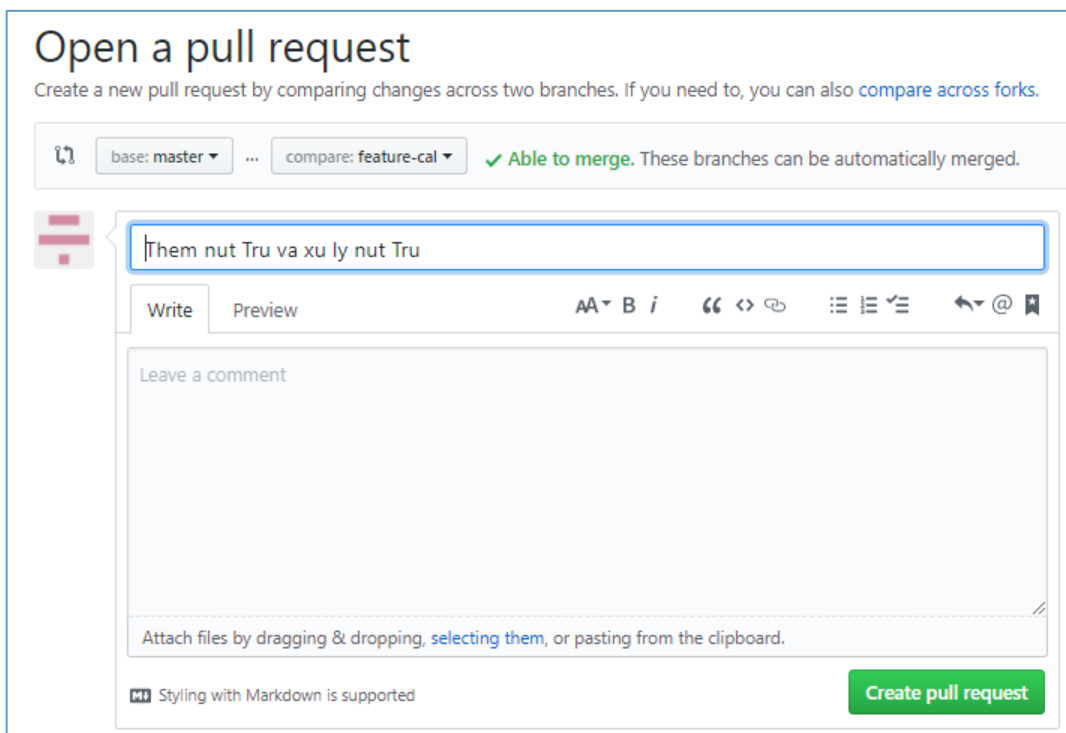 Open a pull request
Create a new pull request by comparing changes across two branches. If you need to, you can also compare across forks.
base: master ... compare: feature-cal ✓ Able to merge. These branches can be automatically merged.
Them nut Tru va xu ly nut Tru
Write Preview AA B i “ <> @
Leave a comment
Attach files by dragging & dropping, selecting them, or pasting from the clipboard.
Styling with Markdown is supported Create pull request